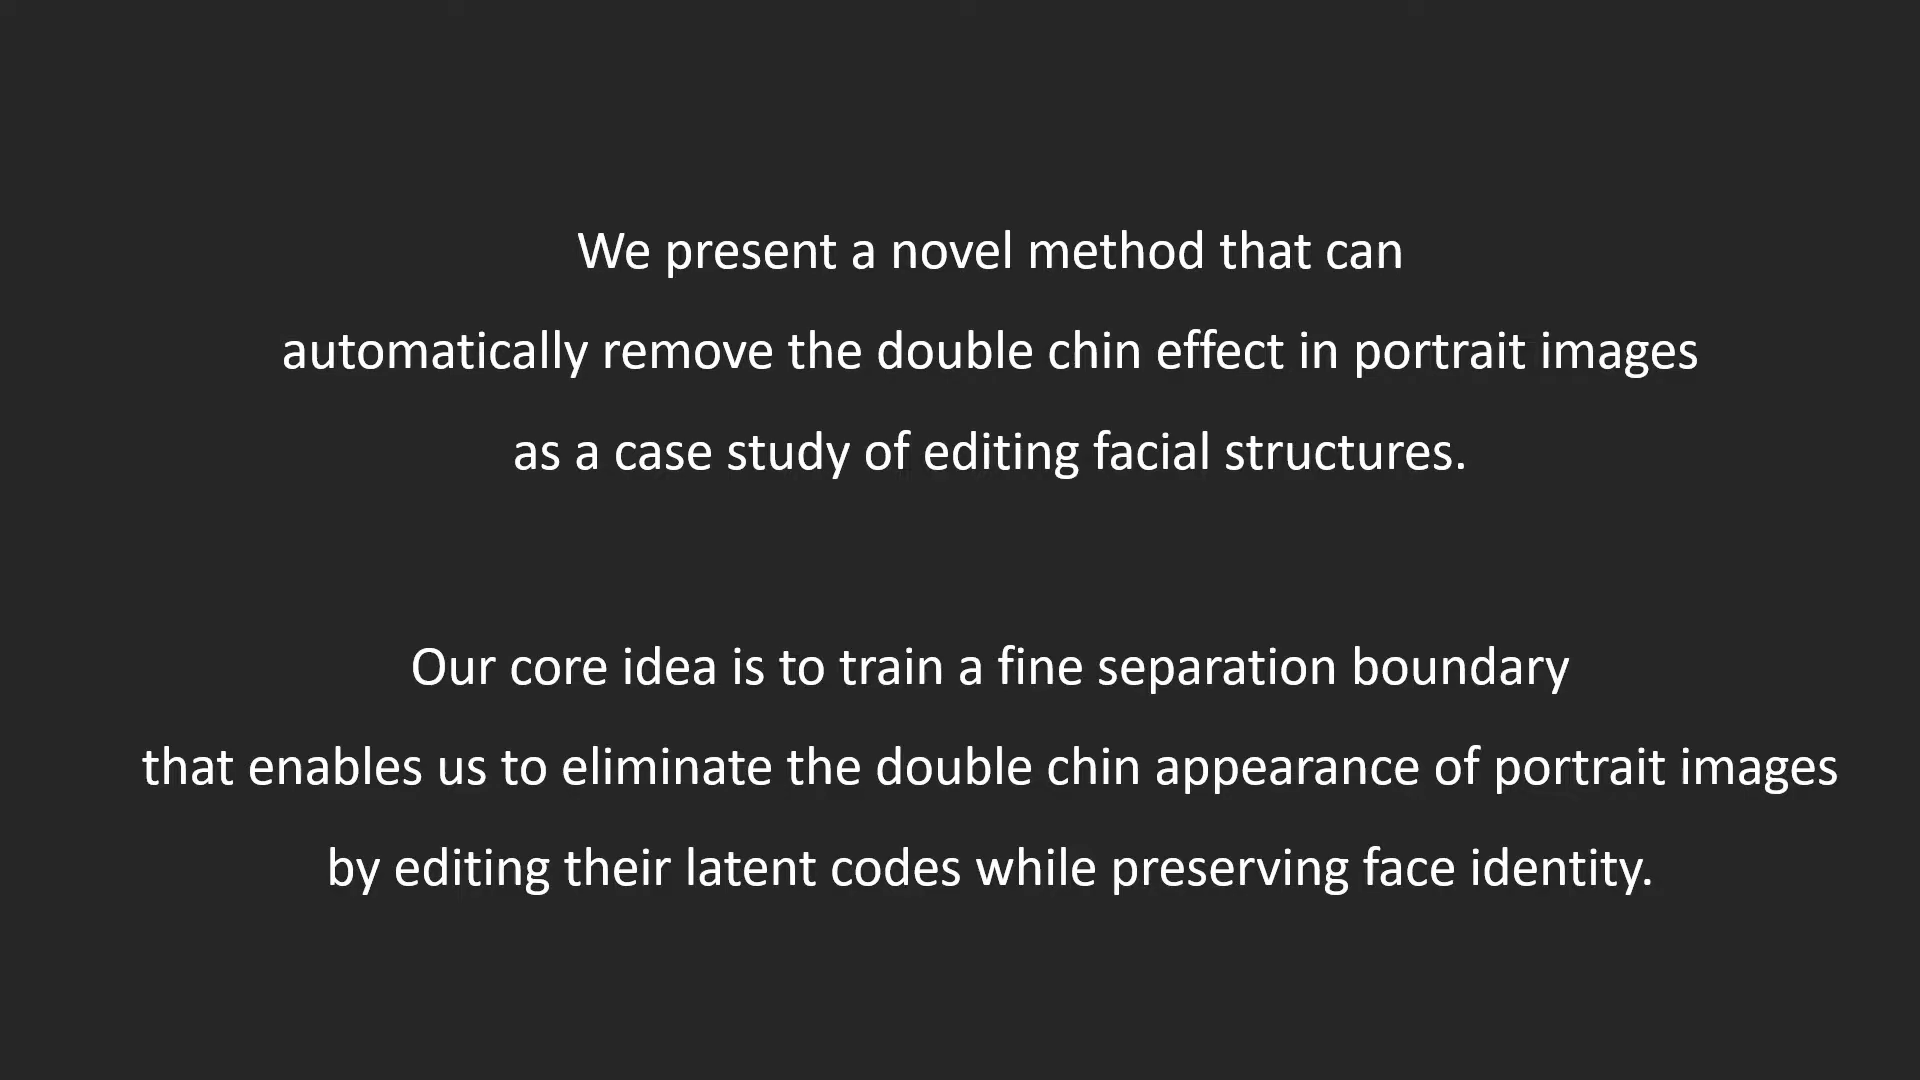 We present a novel method that can
automatically remove the double chin effect in portrait images
as a case study of editing facial structures.
Our core idea is to train a fine separation boundary
that enables us to eliminate the double chin appearance of portrait images
by editing their latent codes while preserving face identity.